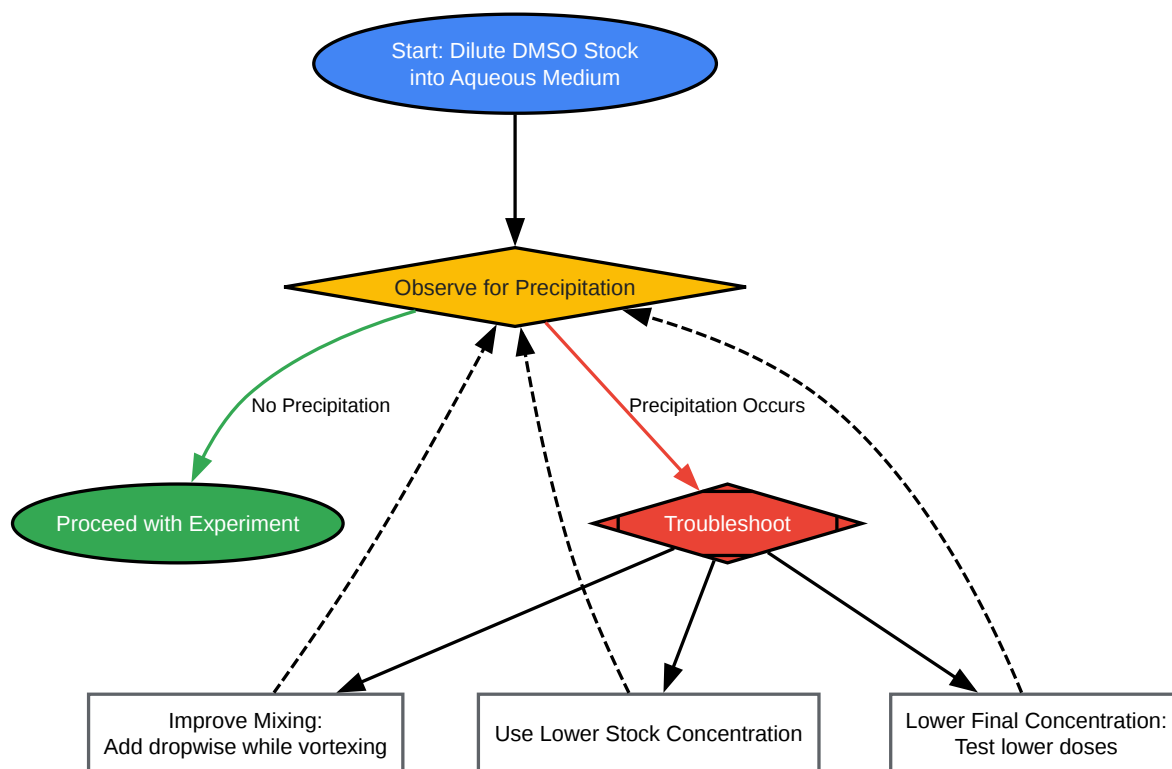 Start: Dilute DMSO Stock
into Aqueous Medium
Observe for Precipitation
No Precipitation
Precipitation Occurs
Proceed with Experiment
Troubleshoot
Improve Mixing:
Add dropwise while vortexing
Use Lower Stock Concentration
Lower Final Concentration:
Test lower doses